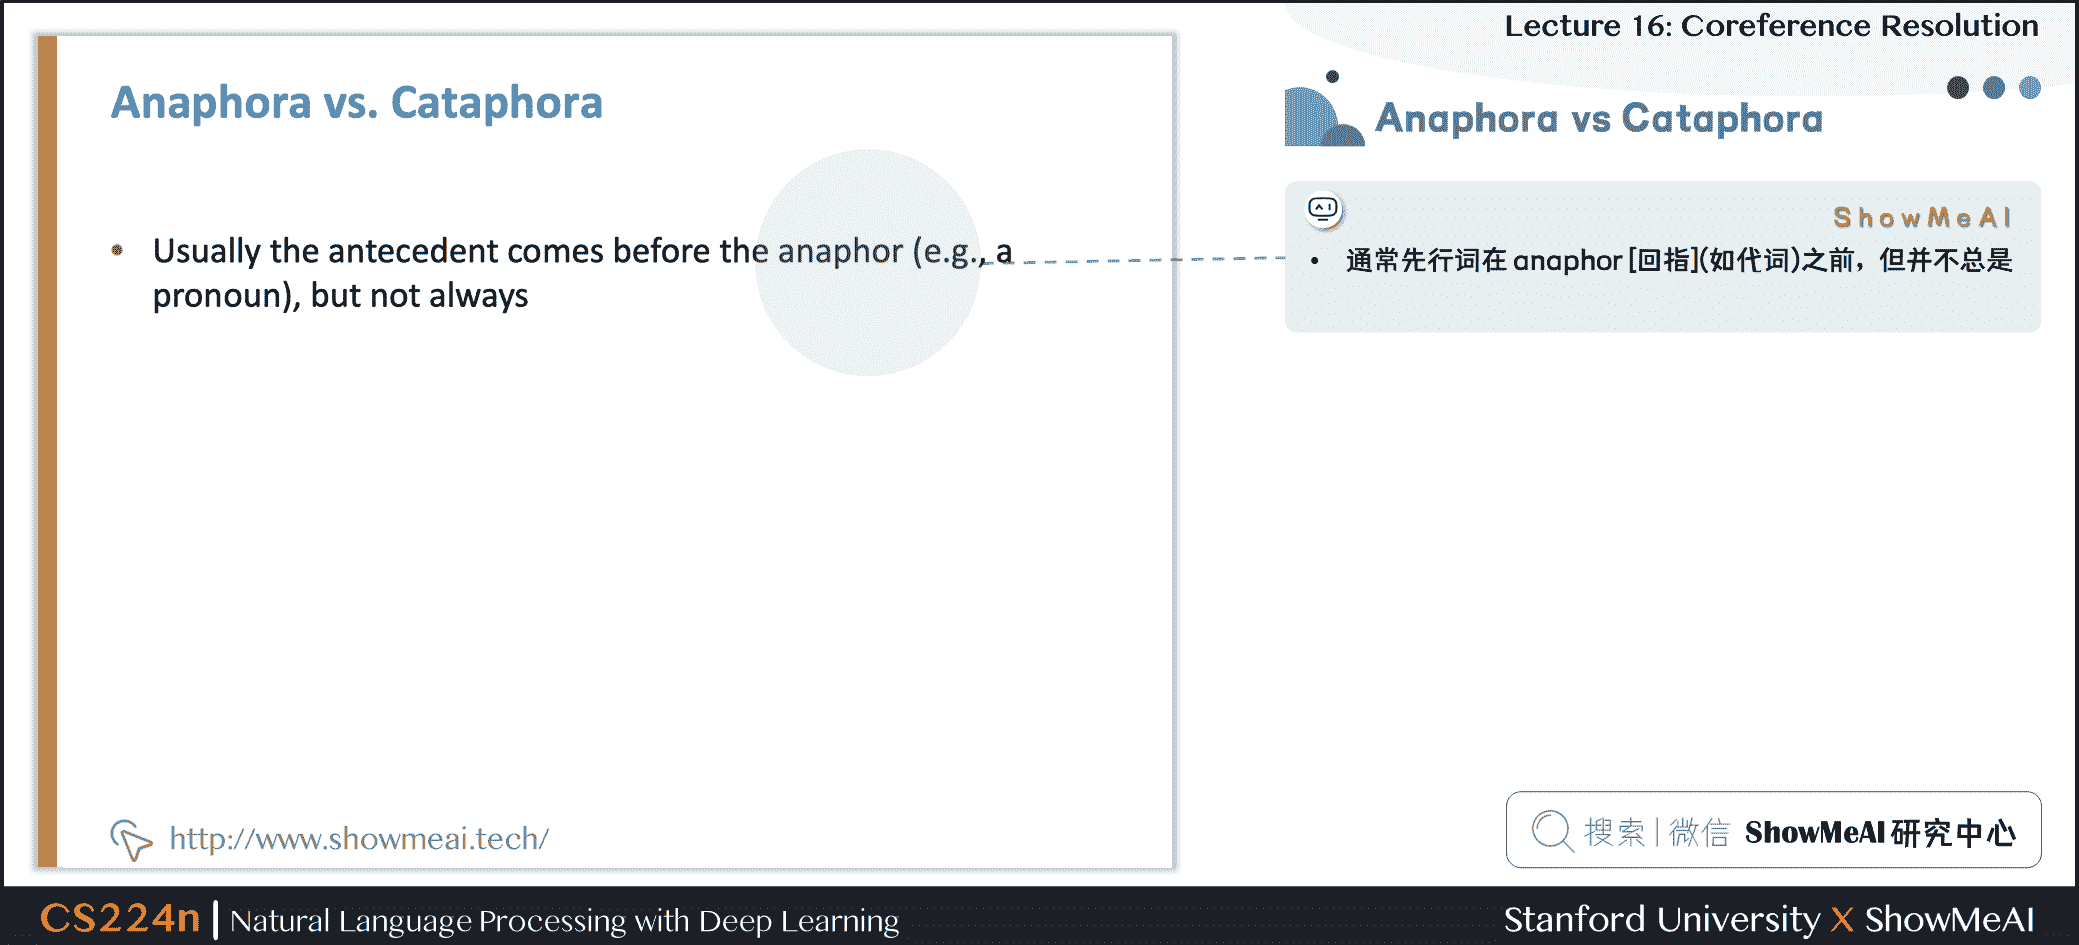 Lecture 16: Coreference Resolution
Anaphora vs. Cataphora
• Usually the antecedent comes before the anaphor (e.g., a
pronoun), but not always
http://www.showmeai.tech/
Anaphora vs Cataphora
ShowMeAI
• 通常先行词在 anaphor [回指](如代词)之前，但并不总是
搜索 | 微信 ShowMeAI 研究中心
CS224n | Natural Language Processing with Deep Learning
Stanford University X ShowMeAI